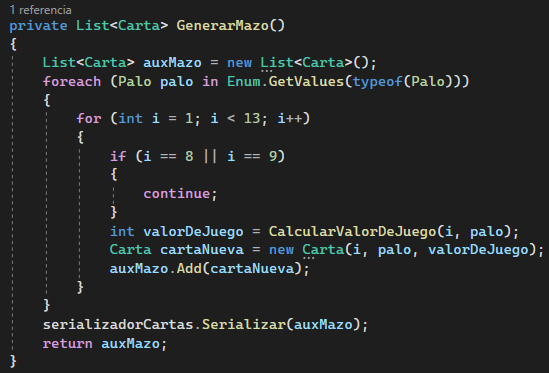 1 referencia
private List<Carta> GenerarMazo()
{
    List<Carta> auxMazo = new List<Carta>();
    foreach (Palo palo in Enum.GetValues(typeof(Palo)))
    {
        for (int i = 1; i < 13; i++)
        {
            if (i == 8 || i == 9)
            {
                continue;
            }
            int valorDeJuego = CalcularValorDeJuego(i, palo);
            Carta cartaNueva = new Carta(i, palo, valorDeJuego);
            auxMazo.Add(cartaNueva);
        }
    }
    serializadorCartas.Serializar(auxMazo);
    return auxMazo;
}